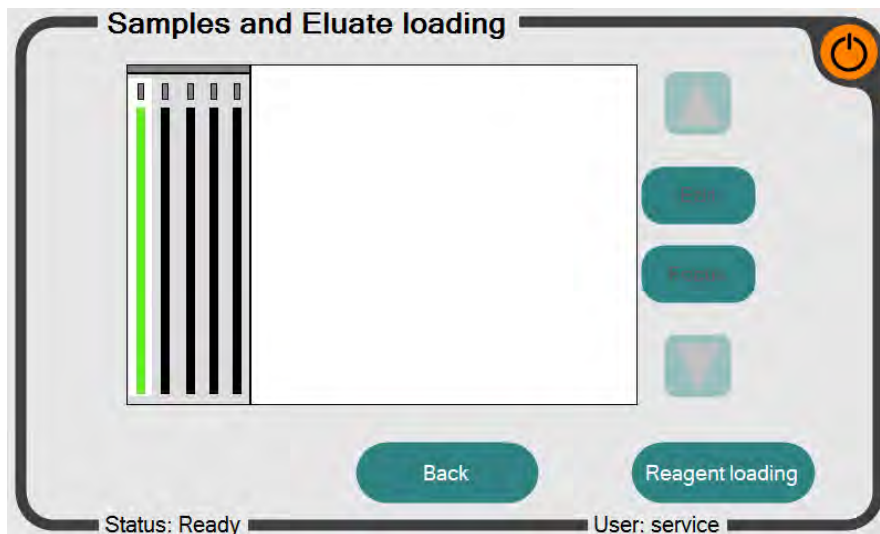 Samples and Eluate loading
Back
Reagent loading
Status: Ready
User: service